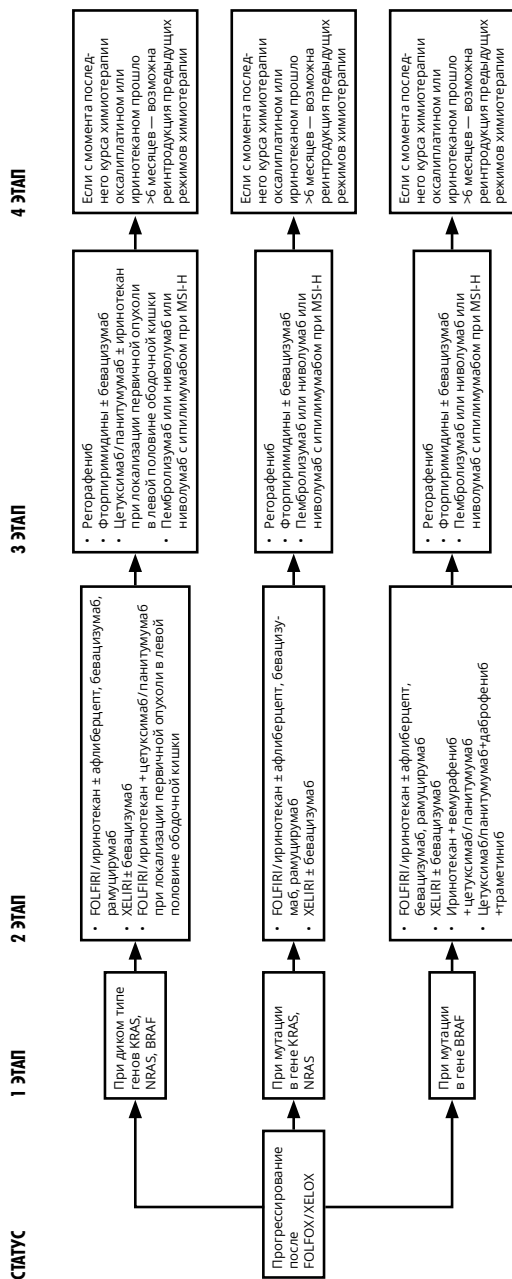 СТАТУС
1 ЭТАП
2 ЭТАП
3 ЭТАП
4 ЭТАП
Прогрессирование
после
FOLFOX/XELOX
При диком типе
генов KRAS,
NRAS, BRAF
• FOLFIRI/иринотекан ± афлиберцепт, бевацизумаб,
рамуцирумаб
• XELIRI± бевацизумаб
• FOLFIRI/иринотекан +цетуксимаб/панитумумаб
при локализации первичной опухоли в левой
половине ободочной кишки
• Регорафениб
• Фторпиримидины ± бевацизумаб
• Цетуксимаб/панитумумаб ± иринотекан
при локализации первичной опухоли
в левой половине ободочной кишки
• Пембролизумаб или ниволумаб или
ниволумаб с ипилимумабом при MSI-H
Если с момента послед-
него курса химиотерапии
оксалиплатином или
иринотеканом прошло
>6 месяцев — возможна
реинтродукция предыдущих
режимов химиотерапии
При мутации
в гене KRAS,
NRAS
• FOLFIRI/иринотекан ± афлиберцепт, бевацизу-
маб, рамуцирумаб
• XELIRI ± бевацизумаб
• Регорафениб
• Фторпиримидины ± бевацизумаб
• Пембролизумаб или ниволумаб или
ниволумаб с ипилимумабом при MSI-H
Если с момента послед-
него курса химиотерапии
оксалиплатином или
иринотеканом прошло
>6 месяцев — возможна
реинтродукция предыдущих
режимов химиотерапии
При мутации
в гене BRAF
• FOLFIRI/иринотекан ± афлиберцепт,
бевацизумаб, рамуцирумаб
• XELIRI ± бевацизумаб
• Иринотекан +вемурафениб
+цетуксимаб/панитумумаб
• Цетуксимаб/панитумумаб+даброфениб
+траметиниб
• Регорафениб
• Фторпиримидины ± бевацизумаб
• Пембролизумаб или ниволумаб или
ниволумаб с ипилимумабом при MSI-H
Если с момента послед-
него курса химиотерапии
оксалиплатином или
иринотеканом прошло
>6 месяцев — возможна
реинтродукция предыдущих
режимов химиотерапии